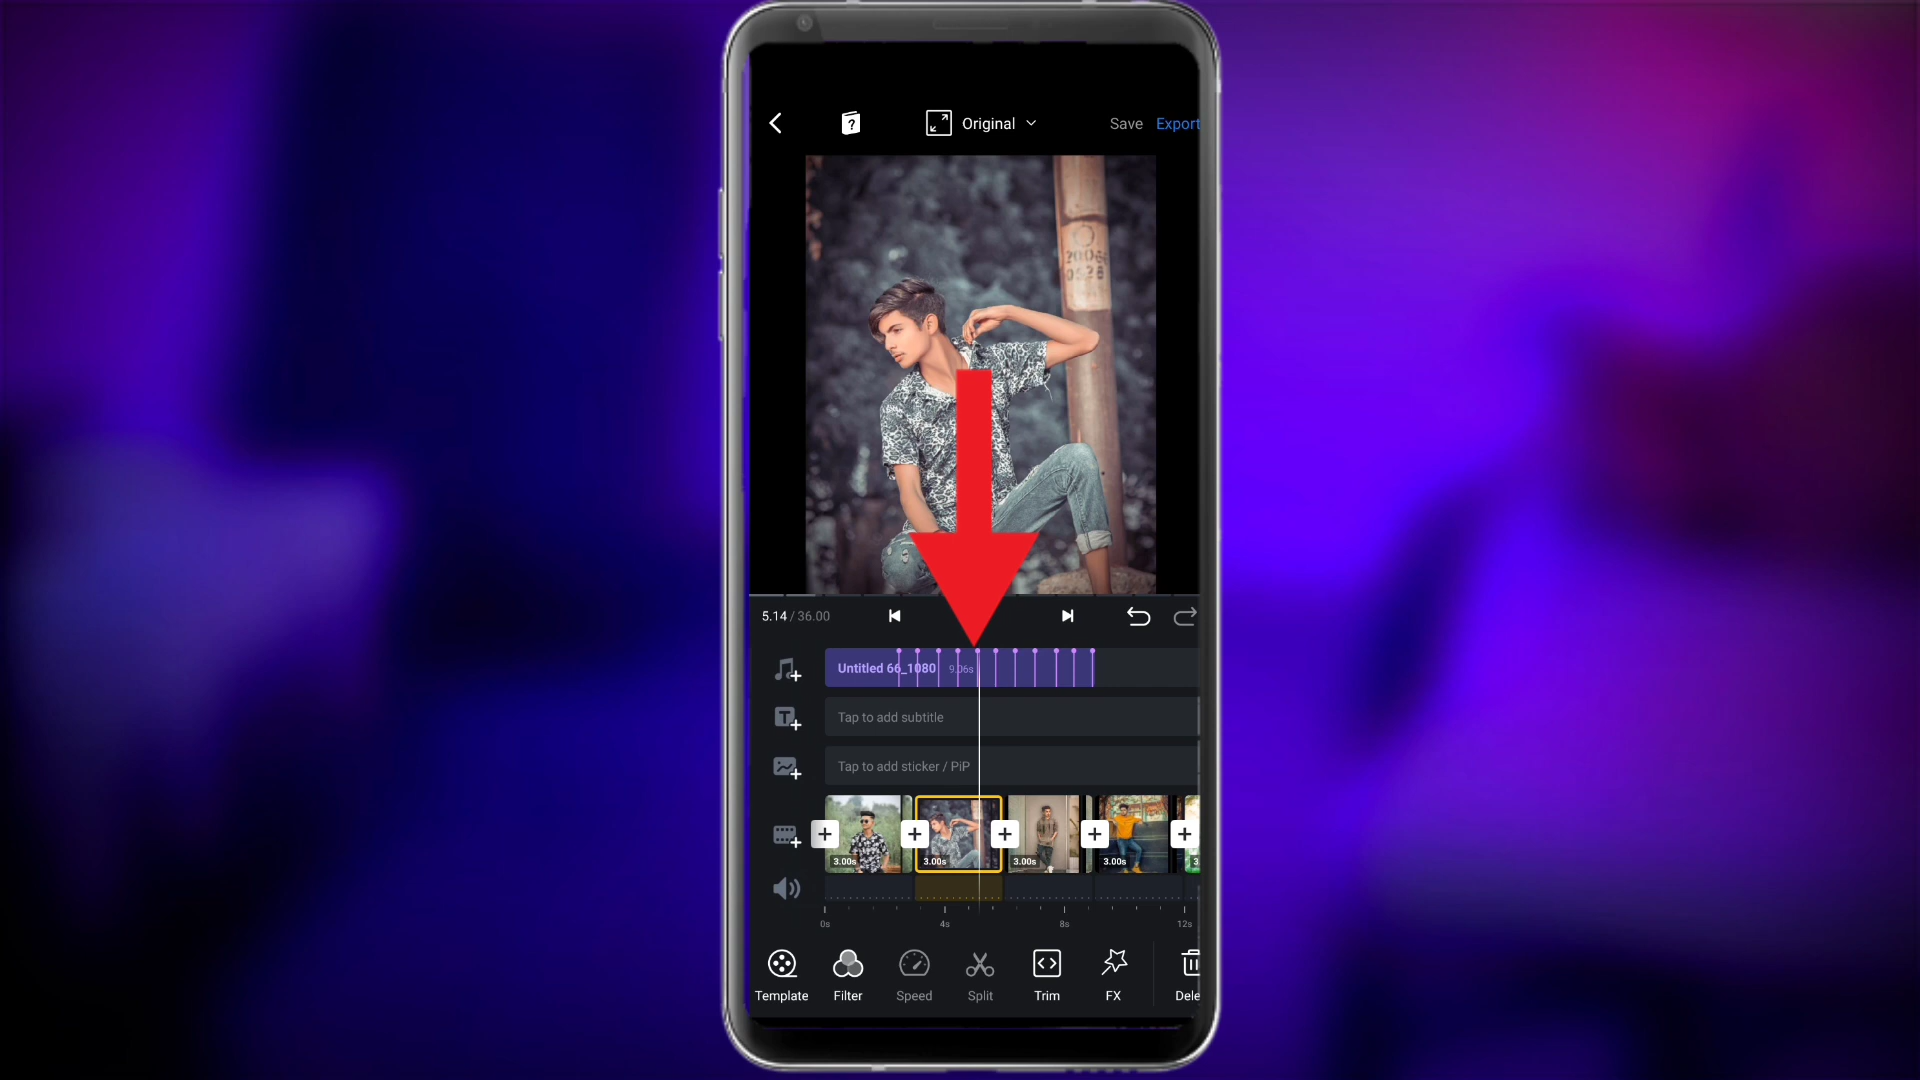 ?
Original
Save Export
2006
0528
5.14 / 36.00
Untitled 66_1080 9.06s
T
Tap to add subtitle
Tap to add sticker / PiP
3.00s 3.00s 3.00s 3.00s 3
0s 4s 8s 12s
Template Filter Speed Split Trim FX Dele